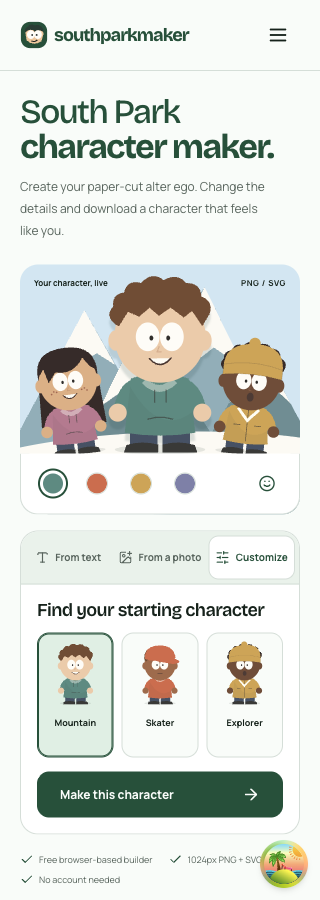 southparkmaker
South Park
character maker.
Create your paper-cut alter ego. Change the
details and download a character that feels
like you.
Your character, live
PNG / SVG
From text
From a photo
Customize
Find your starting character
Mountain
Skater
Explorer
Make this character
Free browser-based builder
1024px PNG + SVG
No account needed